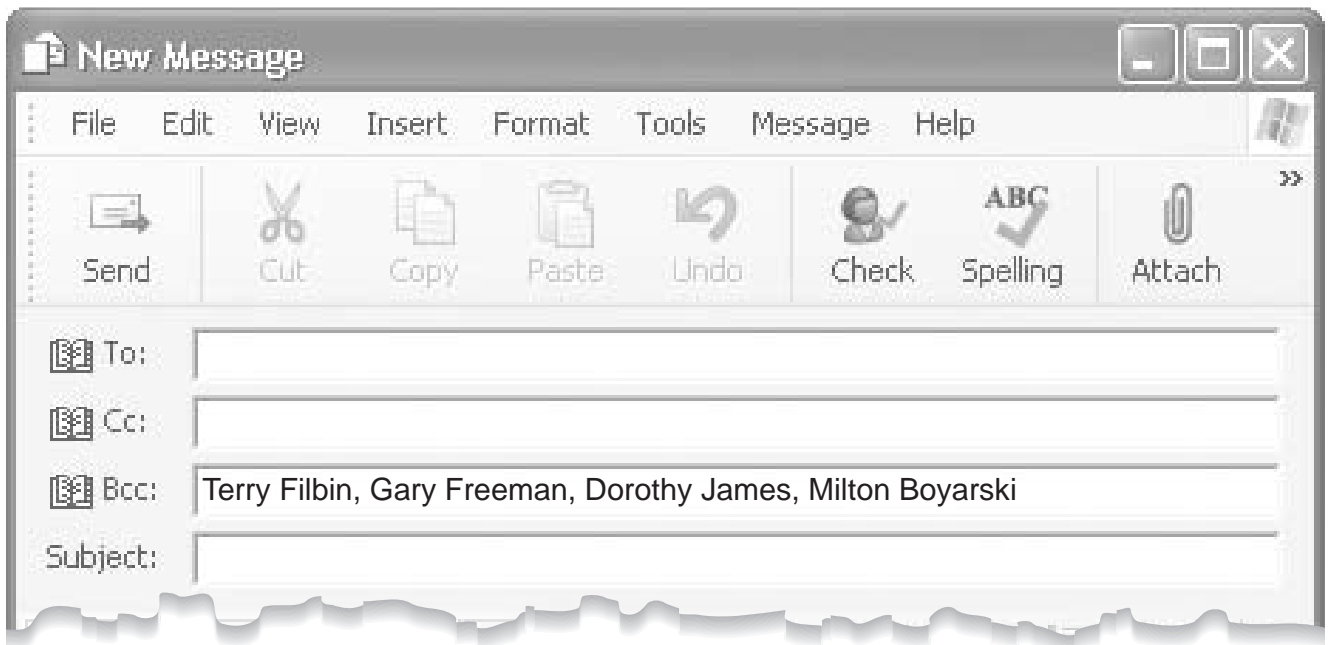 New Message
File Edit View Insert Format Tools Message Help
ABC
Send Cut Copy Paste Undo Check Spelling Attach
To:
Cc:
Bcc: Terry Filbin, Gary Freeman, Dorothy James, Milton Boyarski
Subject: